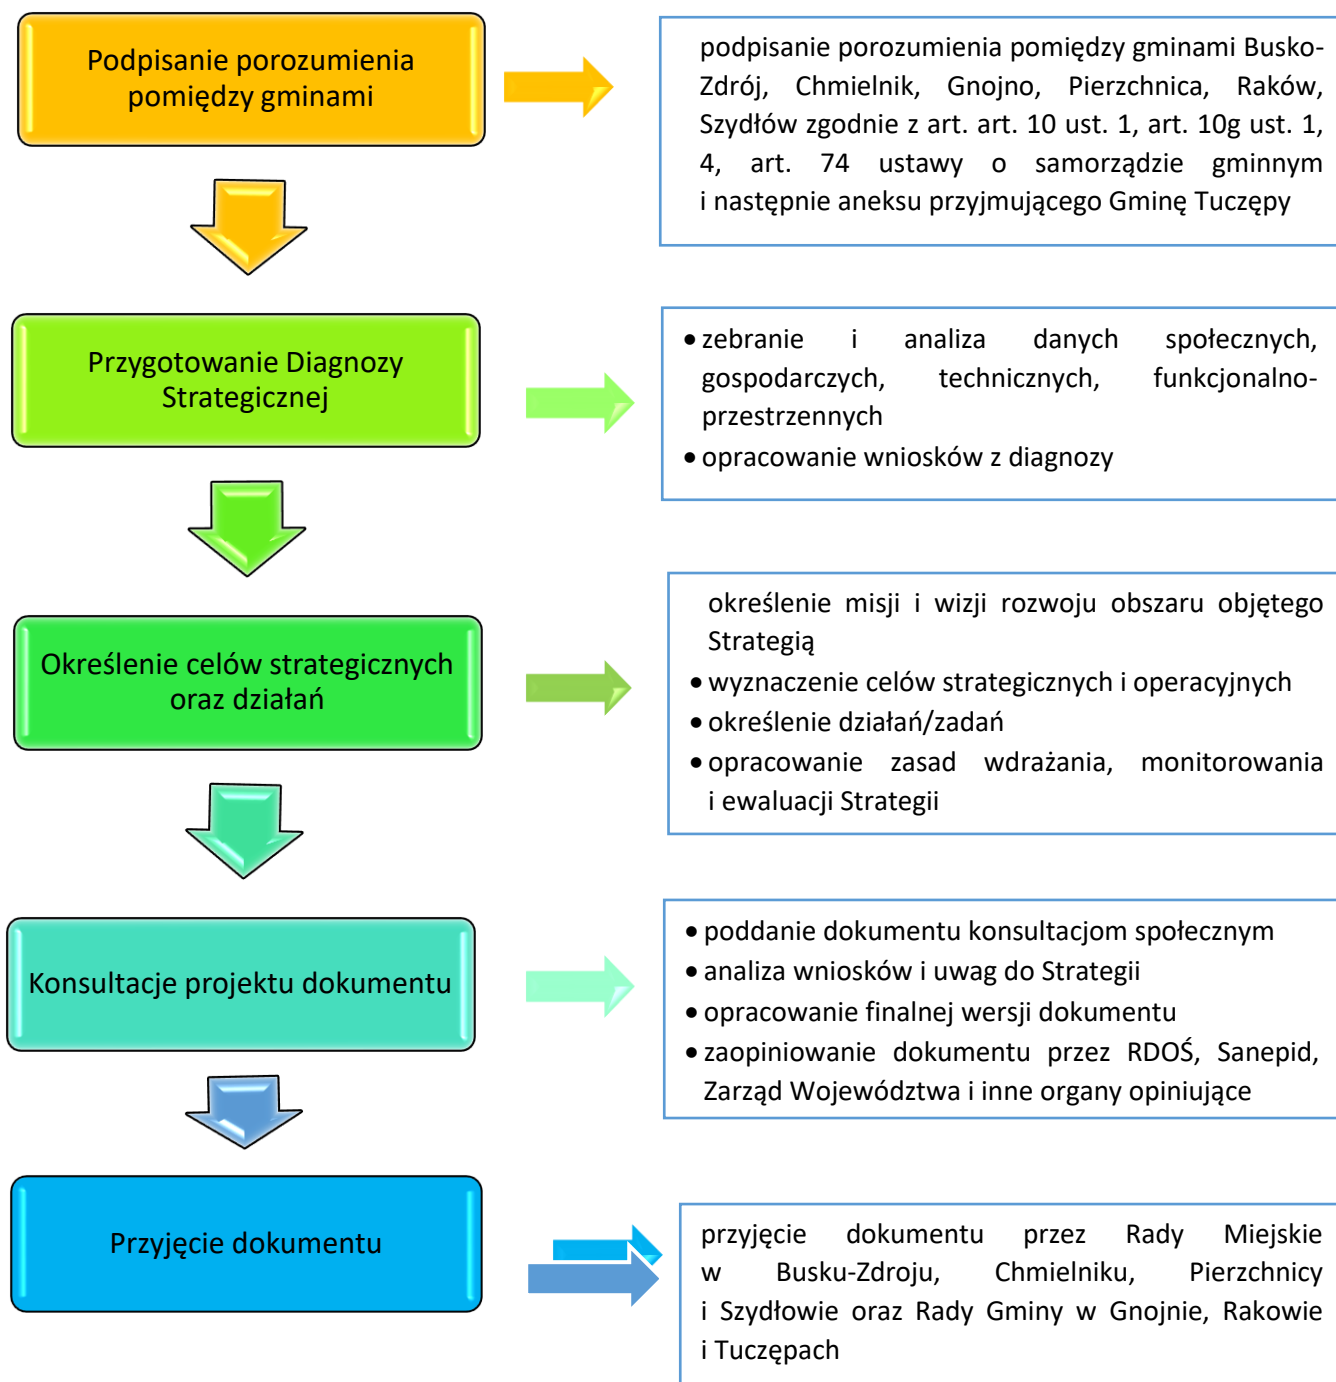 Podpisanie porozumienia
pomiędzy gminami
podpisanie porozumienia pomiędzy gminami Busko-
Zdrój, Chmielnik, Gnojno, Pierzchnica, Raków,
Szydłów zgodnie z art. art. 10 ust. 1, art. 10g ust. 1,
4, art. 74 ustawy o samorządzie gminnym
i następnie aneksu przyjmującego Gminę Tuczępy
Przygotowanie Diagnozy
Strategicznej
• zebranie i analiza danych społecznych,
gospodarczych, technicznych, funkcjonalno-
przestrzennych
• opracowanie wniosków z diagnozy
Określenie celów strategicznych
oraz działań
określenie misji i wizji rozwoju obszaru objętego
Strategią
• wyznaczenie celów strategicznych i operacyjnych
• określenie działań/zadań
• opracowanie zasad wdrażania, monitorowania
i ewaluacji Strategii
Konsultacje projektu dokumentu
• poddanie dokumentu konsultacjom społecznym
• analiza wniosków i uwag do Strategii
• opracowanie finalnej wersji dokumentu
• zaopiniowanie dokumentu przez RDOŚ, Sanepid,
Zarząd Województwa i inne organy opiniujące
Przyjęcie dokumentu
przyjęcie dokumentu przez Rady Miejskie
w Busku-Zdroju, Chmielniku, Pierzchnicy
i Szydłowie oraz Rady Gminy w Gnojnie, Rakowie
i Tuczępach